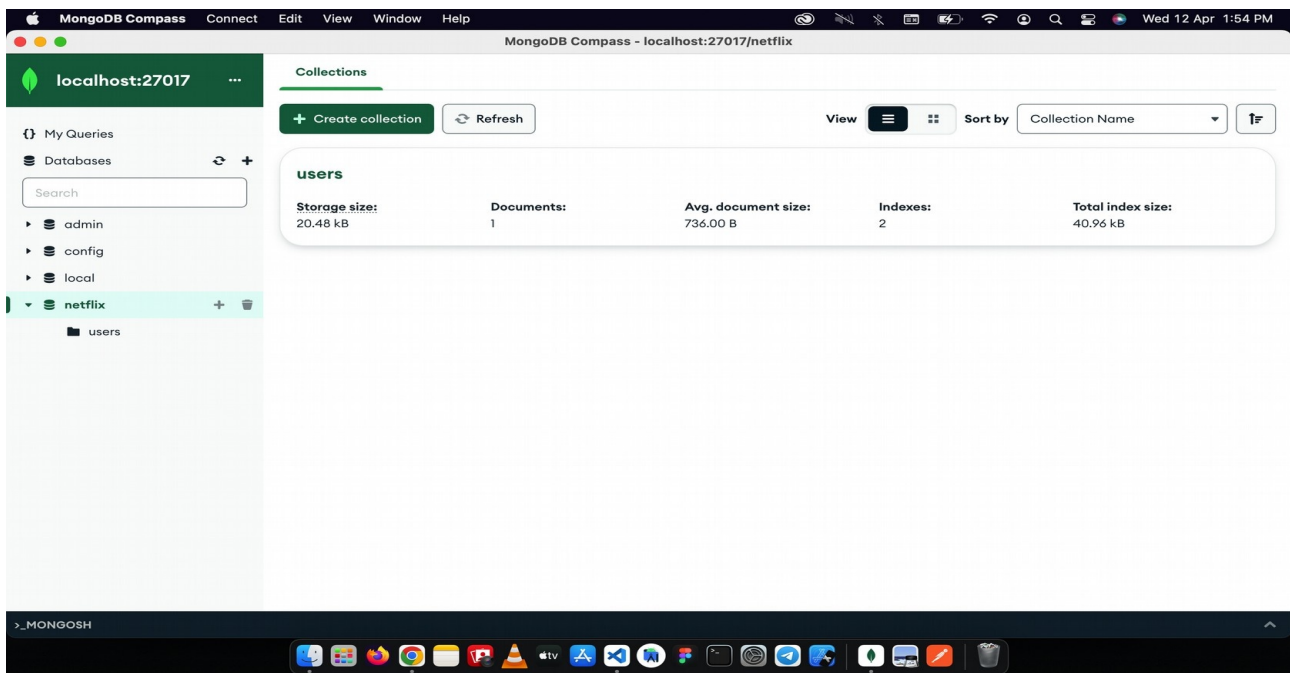 MongoDB Compass Connect Edit View Window Help Wed 12 Apr 1:54 PM
MongoDB Compass - localhost:27017/netflix
localhost:27017 ...
Collections
+ Create collection Refresh View Sort by Collection Name
{} My Queries
Databases
Search
users
Storage size: Documents: Avg. document size: Indexes: Total index size:
20.48 kB 1 736.00 B 2 40.96 kB
admin
config
local
netflix
users
>_MONGOSH
tv